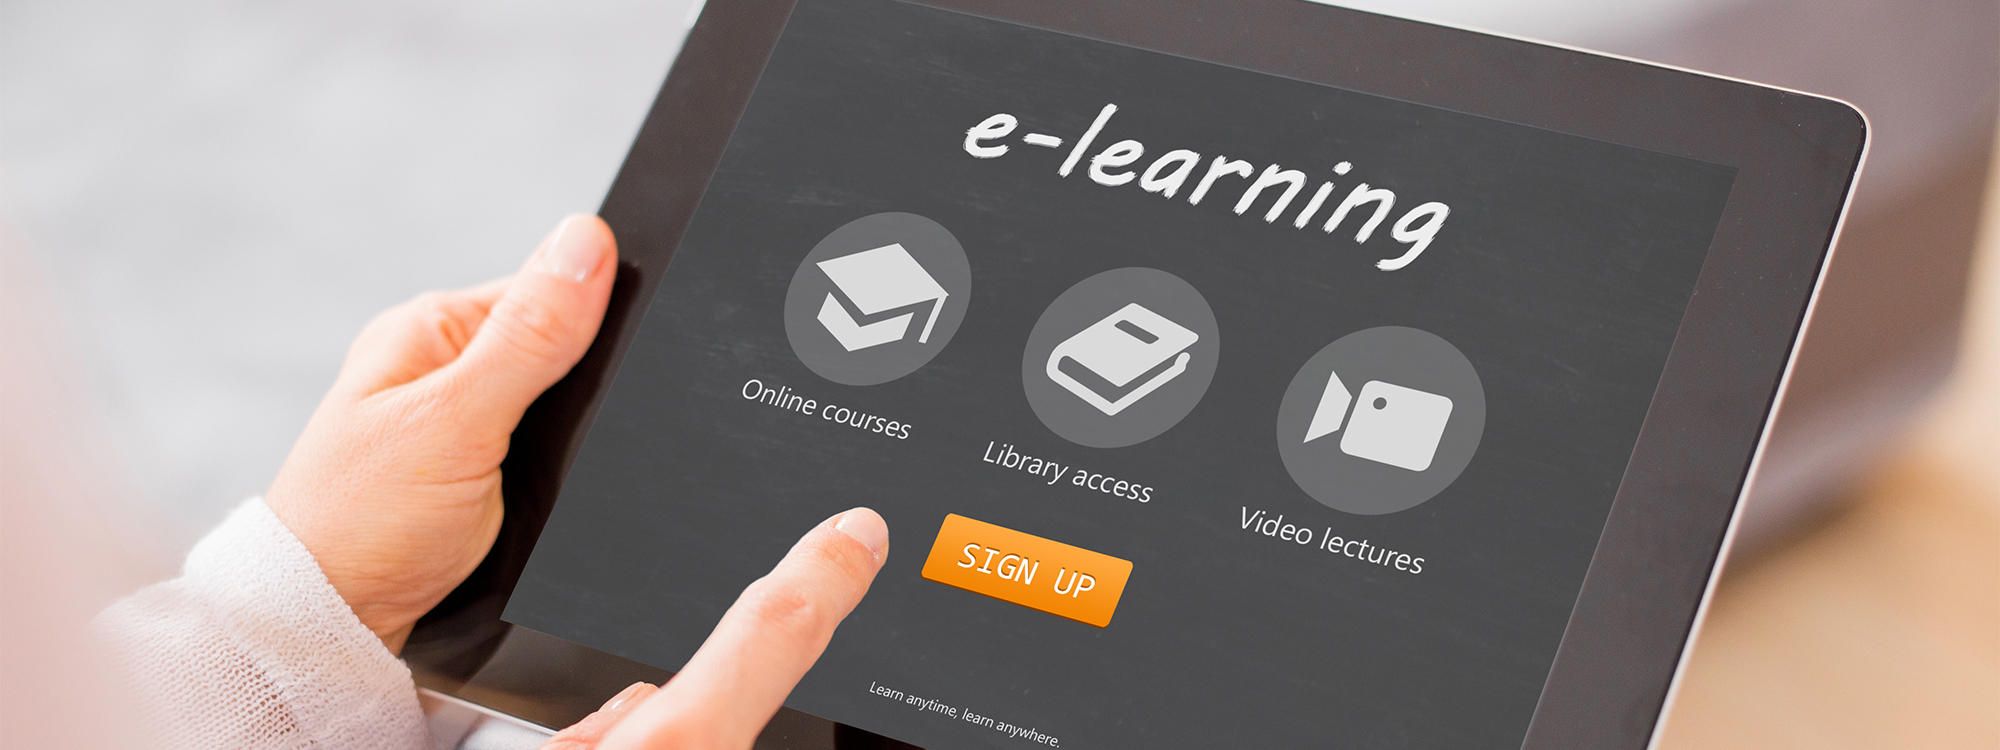 e-learning
Online courses
Library access
Video lectures
SIGN UP
Learn anytime, learn anywhere.